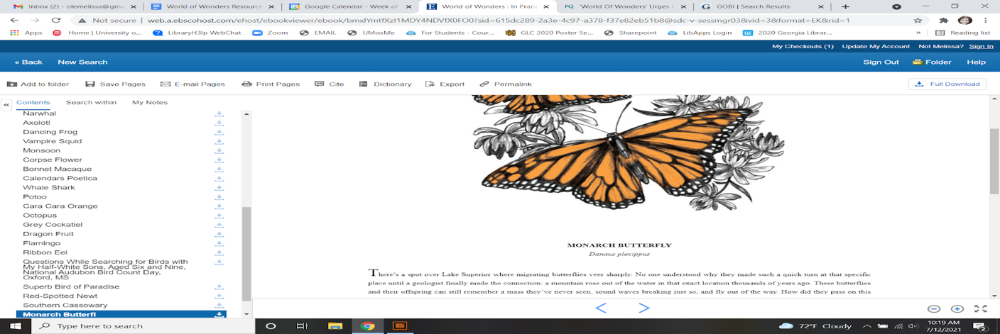 Inbox (2) - olemelissa@gma
World of Wonders Resource
Google Calendar - Week of
World of Wonders : In Prais
'World Of Wonders' Urges
GOBI | Search Results
Not secure | web.a.ebscohost.com/ehost/ebookviewer/ebook/bmxlYmtfXzI1MDY4NDVfX0FO0?sid=615dc289-2a3e-4c97-a378-f37e82eb51b8@sdc-v-sessmgr03&vid=3&format=EK&rid=1
Apps Home | University o... LibraryH3lp WebChat Zoom EMAIL UMissMe For Students - Cour... GLC 2020 Poster Se... Sharepoint LibApps Login 2020 Georgia Librar... » Reading list
My Checkouts (1) Update My Account Not Melissa? Sign In
« Back New Search Sign Out Folder Help
Add to folder Save Pages E-mail Pages Print Pages Cite Dictionary Export Permalink Full Download
« Contents Search within My Notes
Narwhal
Axolotl
Dancing Frog
Vampire Squid
Monsoon
Corpse Flower
Bonnet Macaque
Calendars Poetica
Whale Shark
Potoo
Cara Cara Orange
Octopus
Grey Cockatiel
Dragon Fruit
Flamingo
Ribbon Eel
Questions While Searching for Birds with
My Half-White Sons, Aged Six and Nine,
National Audubon Bird Count Day,
Oxford, MS
Superb Bird of Paradise
Red-Spotted Newt
Southern Cassowary
Monarch Butterfl
MONARCH BUTTERFLY
Danaus plexippus
There's a spot over Lake Superior where migrating butterflies veer sharply. No one understood why they made such a quick turn at that specific
place until a geologist finally made the connection: a mountain rose out of the water in that exact location thousands of years ago. These butterflies
and their offspring can still remember a mass they've never seen, sound waves breaking just so, and fly out of the way. How did they pass on this
Type here to search
72°F Cloudy
10:19 AM
7/12/2021
2